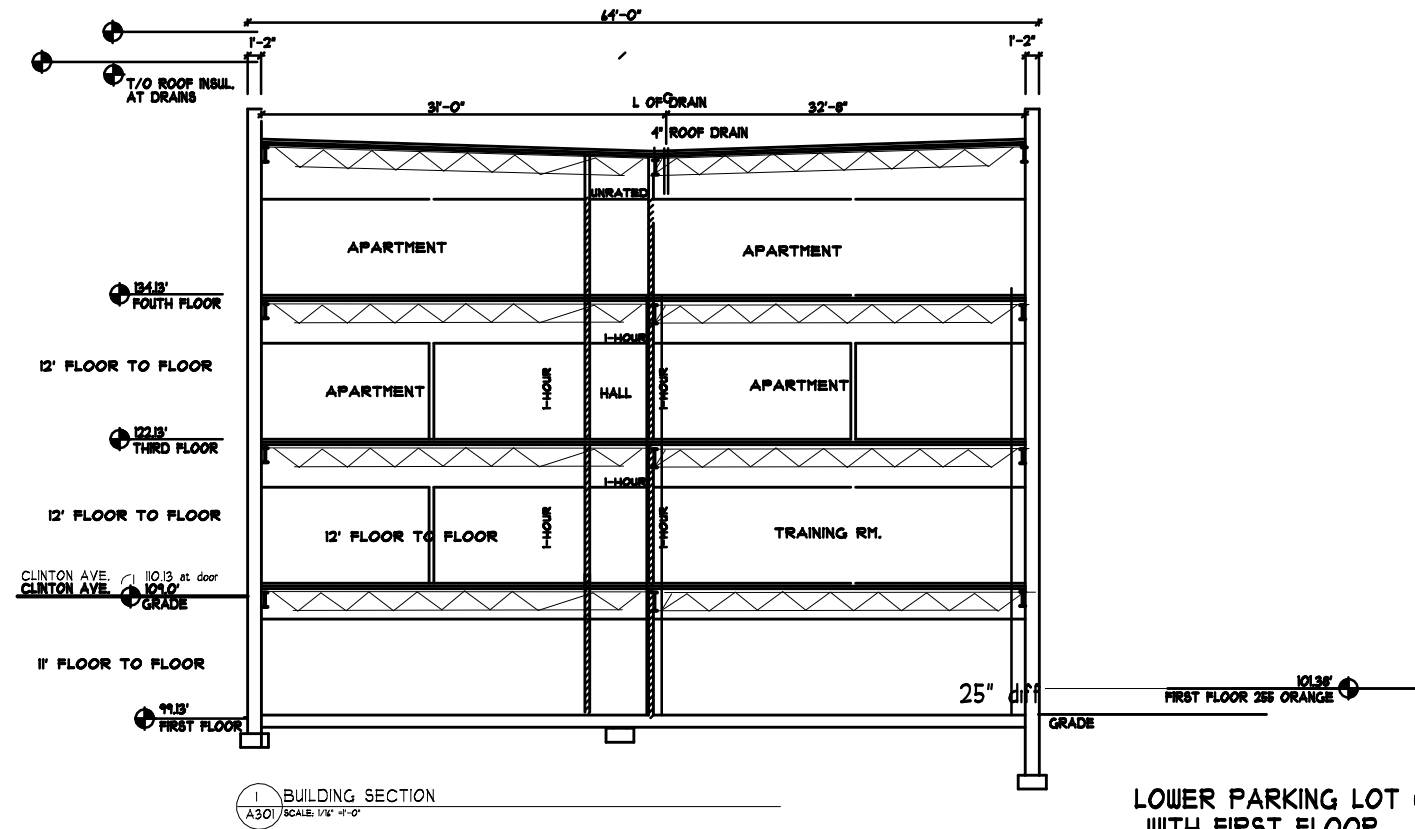 64'-0"
1'-2"
1'-2"
T/O ROOF INSUL.
AT DRAINS
31'-0"
C
L OF DRAIN
32'-8"
4" ROOF DRAIN
UNRATED
APARTMENT
APARTMENT
134.13'
FOUTH FLOOR
1-HOUR
12' FLOOR TO FLOOR
APARTMENT
1-HOUR
HALL
1-HOUR
APARTMENT
122.13'
THIRD FLOOR
1-HOUR
12' FLOOR TO FLOOR
12' FLOOR TO FLOOR
1-HOUR
1-HOUR
TRAINING RM.
CLINTON AVE. 110.13 at door
CLINTON AVE. 109.0'
GRADE
11' FLOOR TO FLOOR
25" diff
101.38'
FIRST FLOOR 255 ORANGE
99.13'
FIRST FLOOR
GRADE
1
A301
BUILDING SECTION
SCALE: 1/16" =1'-0"
LOWER PARKING LOT
WITH FIRST FLOOR